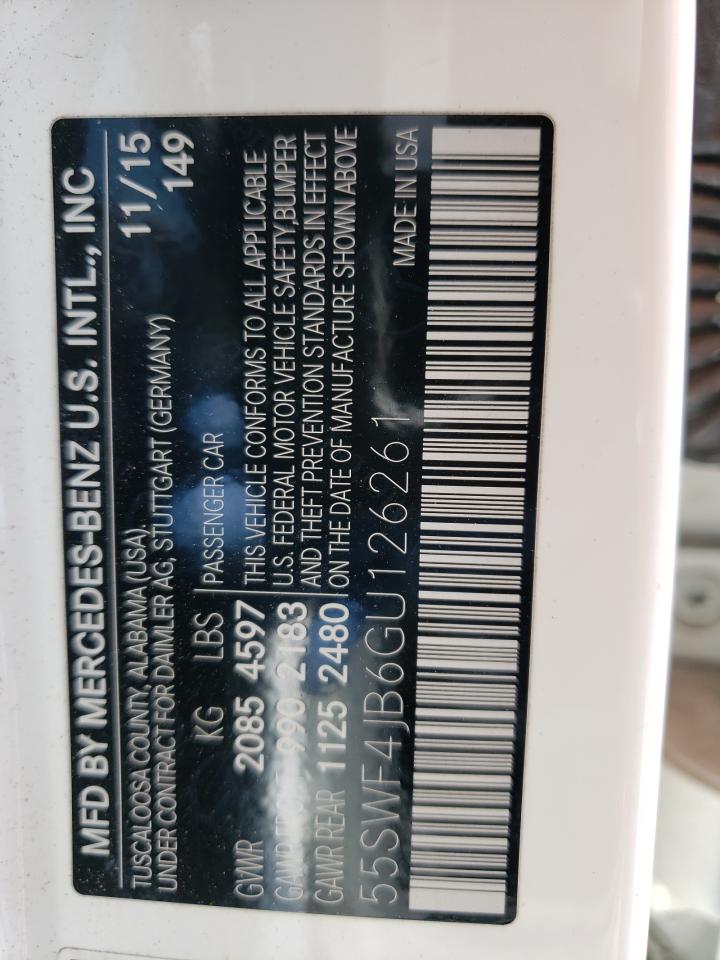 MFD BY MERCEDES-BENZ U.S. INTL., INC
TUSCALOOSA COUNTY, ALABAMA (USA), 11/15
UNDER CONTRACT FOR DAIMLER AG, STUTTGART (GERMANY) 149
KG LBS PASSENGER CAR
GVWR 2085 4597 THIS VEHICLE CONFORMS TO ALL APPLICABLE
GAWR FRONT 990 2183 U.S. FEDERAL MOTOR VEHICLE SAFETY,BUMPER
GAWR REAR 1125 2480 AND THEFT PREVENTION STANDARDS IN EFFECT
ON THE DATE OF MANUFACTURE SHOWN ABOVE
55SWF4JB6GU126261 MADE IN USA